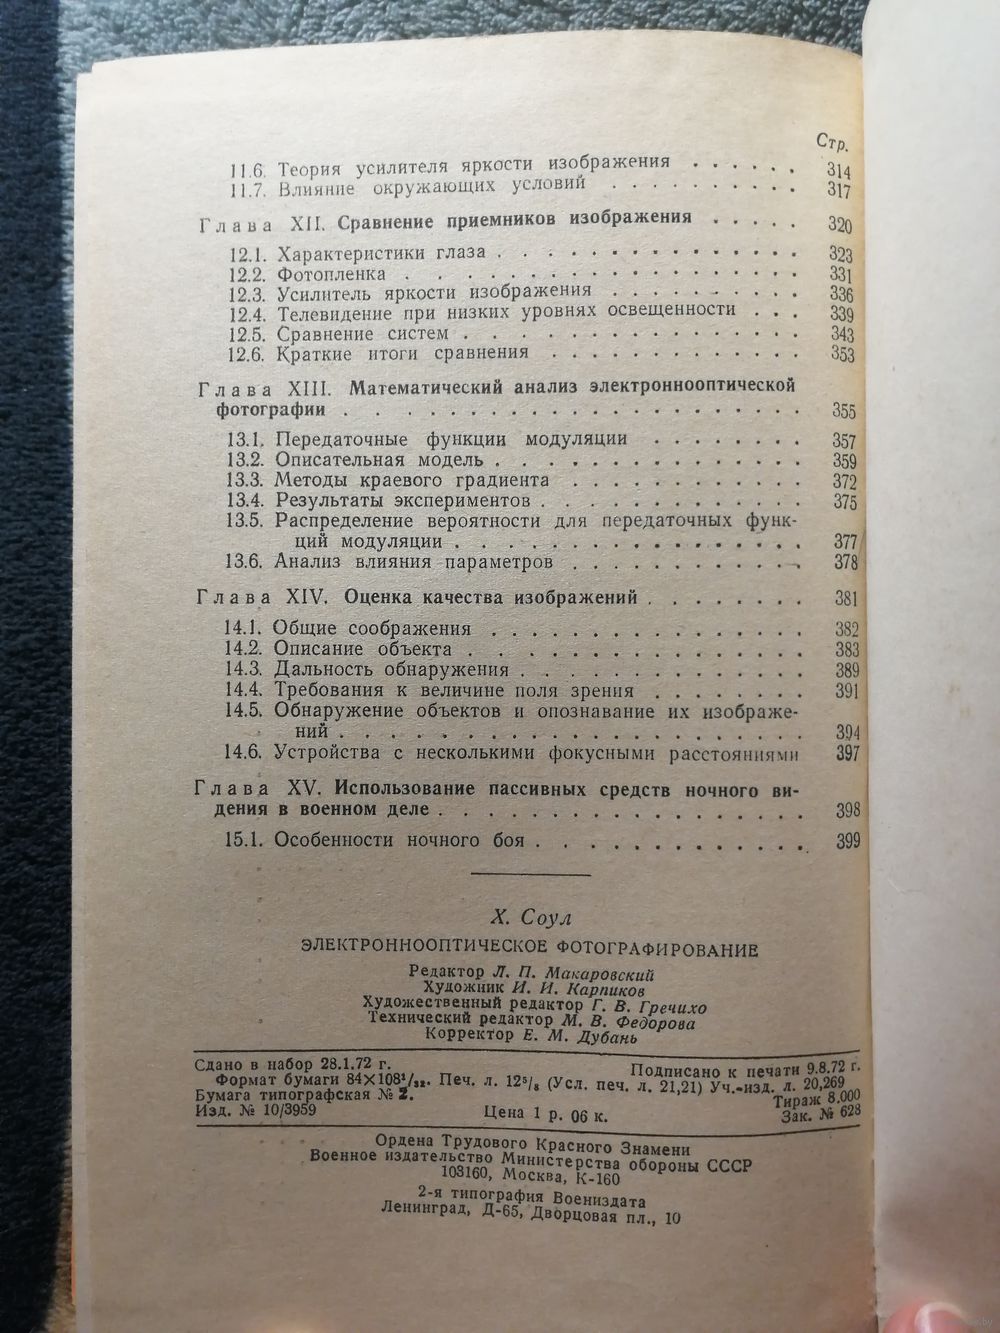 Стр.
11.6. Теория усилителя яркости изображения . . . . . . 314
11.7. Влияние окружающих условий . . . . . . . . . . 317
Глава XII. Сравнение приемников изображения . . . . . 320
12.1. Характеристики глаза . . . . . . . . . . . . . . 323
12.2. Фотопленка . . . . . . . . . . . . . . . . . . 331
12.3. Усилитель яркости изображения . . . . . . . . . 336
12.4. Телевидение при низких уровнях освещенности . . . 339
12.5. Сравнение систем . . . . . . . . . . . . . . . 343
12.6. Краткие итоги сравнения . . . . . . . . . . . . 353
Глава XIII. Математический анализ электроннооптической
фотографии . . . . . . . . . . . . . . . . . . . . 355
13.1. Передаточные функции модуляции . . . . . . . . 357
13.2. Описательная модель . . . . . . . . . . . . . . 359
13.3. Методы краевого градиента . . . . . . . . . . . 372
13.4. Результаты экспериментов . . . . . . . . . . . . 375
13.5. Распределение вероятности для передаточных функ-
ций модуляции . . . . . . . . . . . . . . . . 377
13.6. Анализ влияния параметров . . . . . . . . . . . 378
Глава XIV. Оценка качества изображений . . . . . . . . 381
14.1. Общие соображения . . . . . . . . . . . . . . . 382
14.2. Описание объекта . . . . . . . . . . . . . . . 383
14.3. Дальность обнаружения . . . . . . . . . . . . . 389
14.4. Требования к величине поля зрения . . . . . . . . 391
14.5. Обнаружение объектов и опознавание их изображе-
ний . . . . . . . . . . . . . . . . . . . . . 394
14.6. Устройства с несколькими фокусными расстояниями 397
Глава XV. Использование пассивных средств ночного ви-
дения в военном деле . . . . . . . . . . . . . . . . 398
15.1. Особенности ночного боя . . . . . . . . . . . . 399
Х. Соул
ЭЛЕКТРОННООПТИЧЕСКОЕ ФОТОГРАФИРОВАНИЕ
Редактор Л. П. Макаровский
Художник И. И. Карпиков
Художественный редактор Г. В. Гречихо
Технический редактор М. В. Федорова
Корректор Е. М. Дубань
Сдано в набор 28.1.72 г. Подписано к печати 9.8.72 г.
Формат бумаги 84×108¹/₃₂. Печ. л. 12⁵/₈ (Усл. печ. л. 21,21) Уч.-изд. л. 20,269
Бумага типографская № 2. Тираж 8.000
Изд. № 10/3959 Цена 1 р. 06 к. Зак. № 628
Ордена Трудового Красного Знамени
Военное издательство Министерства обороны СССР
103160, Москва, К-160
2-я типография Воениздата
Ленинград, Д-65, Дворцовая пл., 10